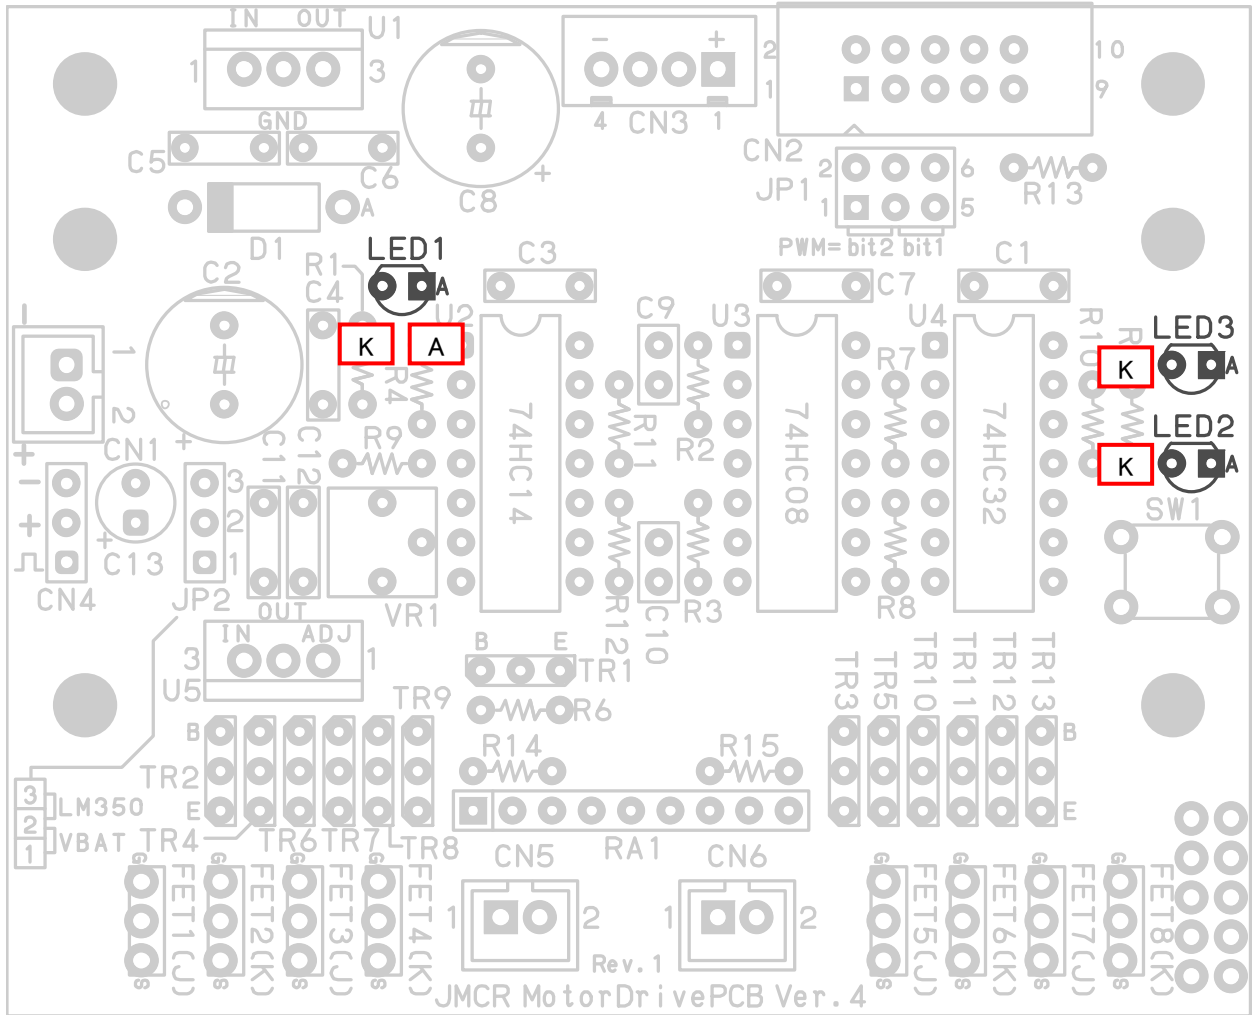 IN OUT
U1
1
3
GND
C5
C6
D1
A
C8
+
- +
4 CN3 1
2
1
10
9
CN2
JP1
2
1
6
5
PWM=bit2 bit1
R13
LED1
A
R1
C4
C2
C3
C7
C1
C9
U2
U3
U4
K
A
R4
R9
1
2
+
-
CN1
C11
C12
74HC14
R11
R2
74HC08
R7
74HC32
R10
R
LED3
K
A
LED2
K
A
SW1
-
+
CN4
+
C13
3
2
1
JP2
VR1
R12
C10
R3
R8
OUT
IN ADJ
3
1
U5
B E
TR1
R6
TR9
TR3
TR5
TR10
TR11
TR12
TR13
B
E
TR2
B
E
R14
R15
3
2
1
LM350
VBAT
TR4
TR6
TR7
TR8
RA1
CN5
CN6
G
S
FET1(J)
G
S
FET2(K)
G
S
FET3(J)
G
S
FET4(K)
1
2
1
2
G
S
FET5(J)
G
S
FET6(K)
G
S
FET7(J)
G
S
FET8(K)
Rev.1
JMCR MotorDrivePCB Ver.4